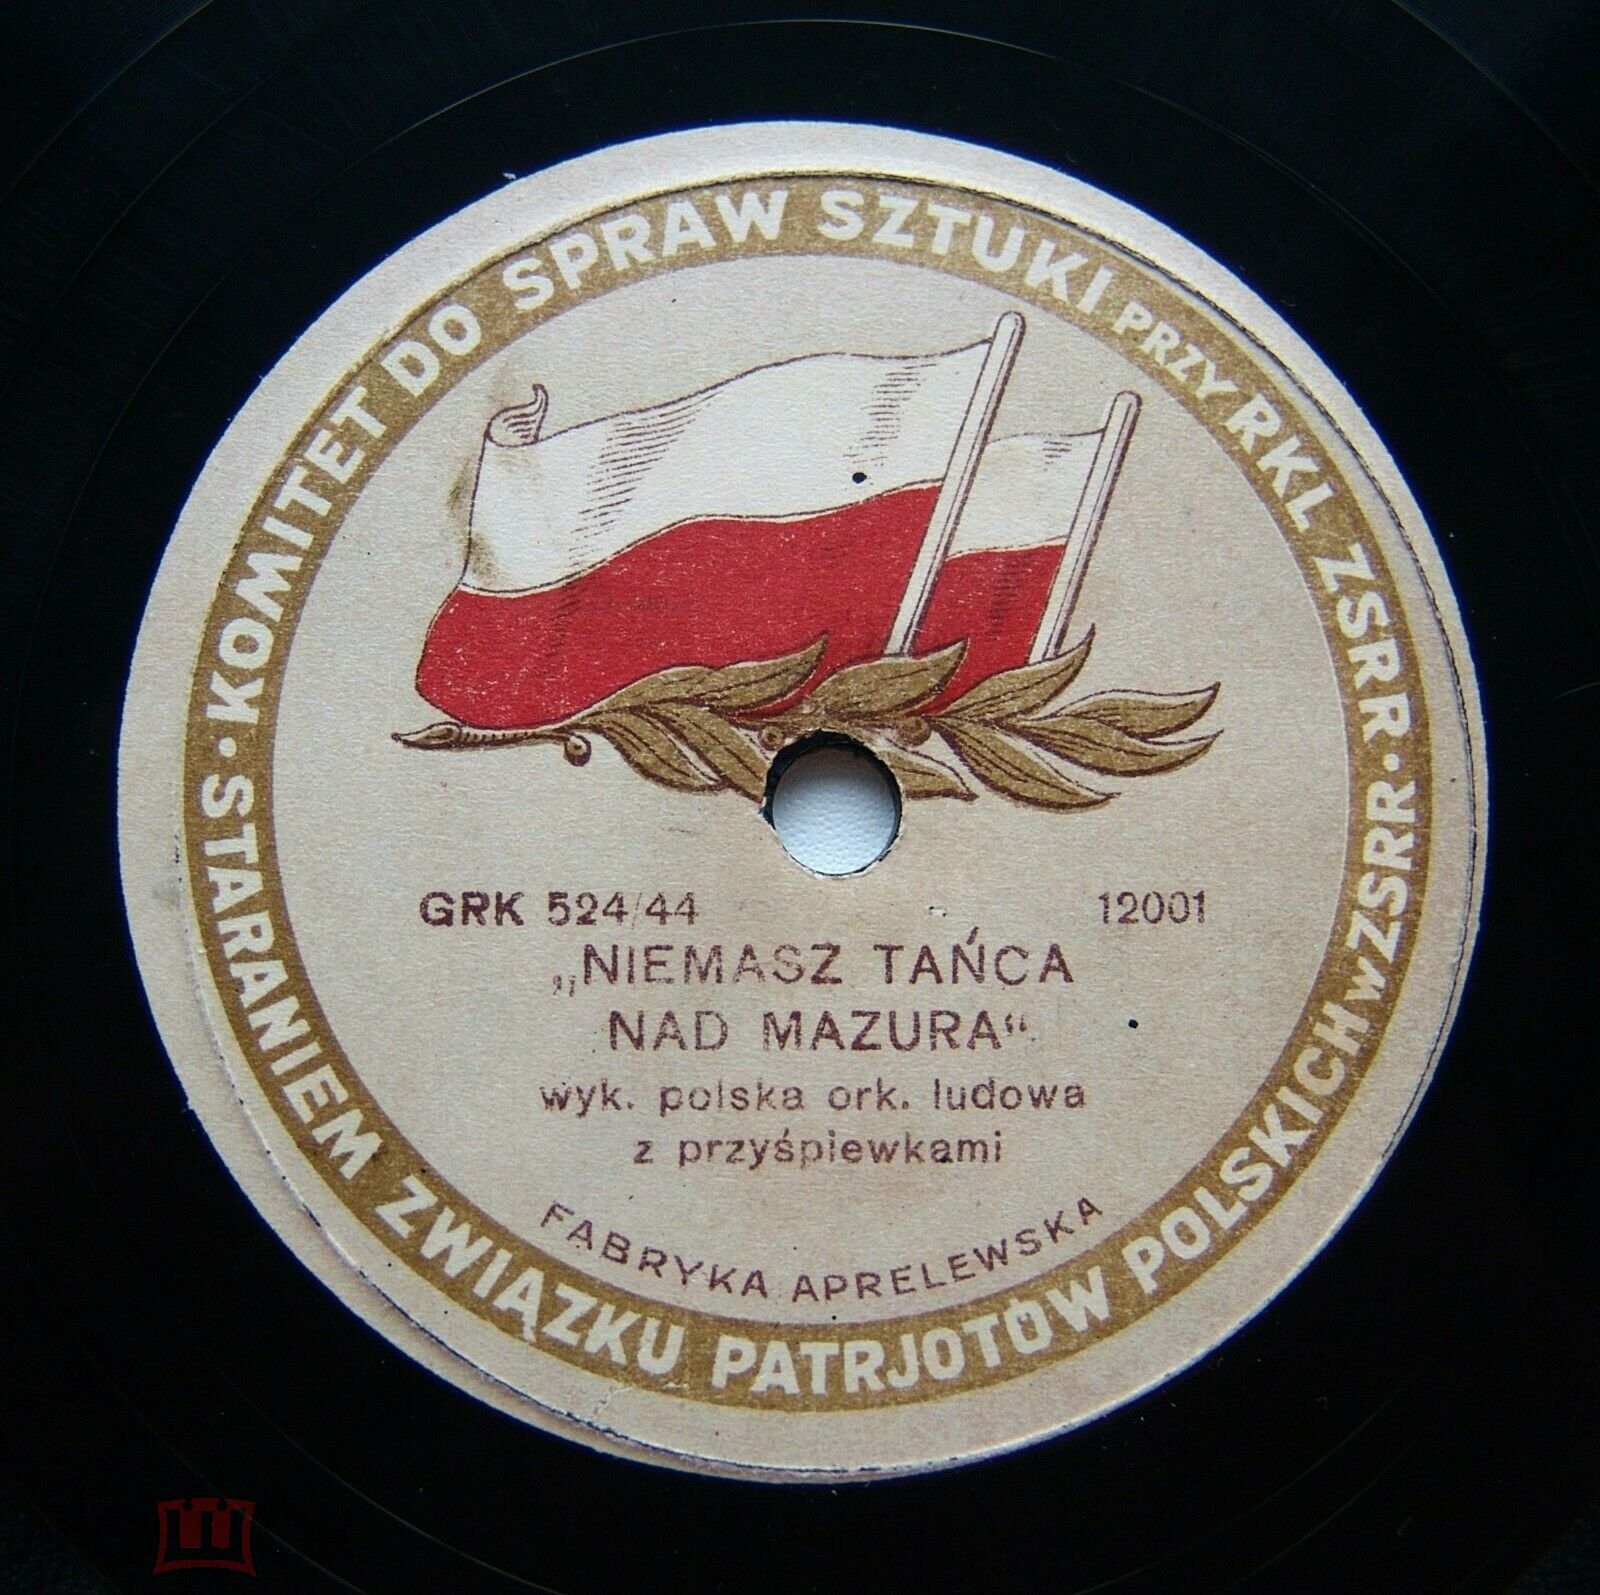 KOMITET DO SPRAW SZTUKI PRZY RKL ZSRR •
STARANIEM ZWIĄZKU PATRJOTÓW POLSKICH W ZSRR •
GRK 524/44 12001
„NIEMASZ TAŃCA
NAD MAZURA“
wyk. polska ork. ludowa
z przyśpiewkami
FABRYKA APRELEWSKA